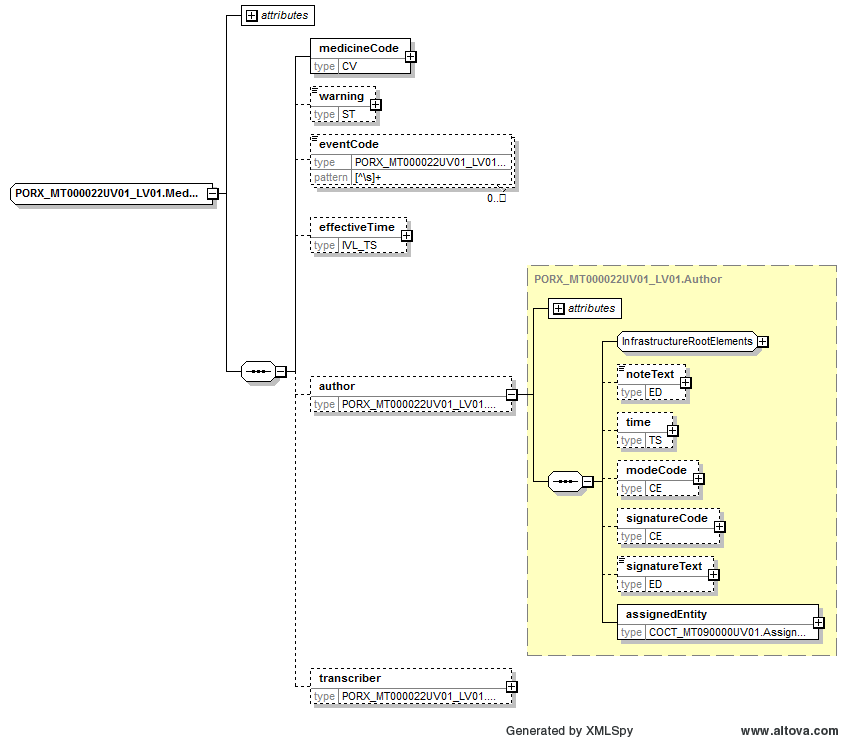 attributes
medicineCode
type CV
warning
type ST
eventCode
type PORX_MT000022UV01_LV01...
pattern [^\s]+
0..□
PORX_MT000022UV01_LV01.Med...
effectiveTime
type IVL_TS
PORX_MT000022UV01_LV01.Author
attributes
InfrastructureRootElements
author
type PORX_MT000022UV01_LV01....
noteText
type ED
time
type TS
modeCode
type CE
signatureCode
type CE
signatureText
type ED
assignedEntity
type COCT_MT090000UV01.Assign...
transcriber
type PORX_MT000022UV01_LV01....
Generated by XMLSpy www.altova.com